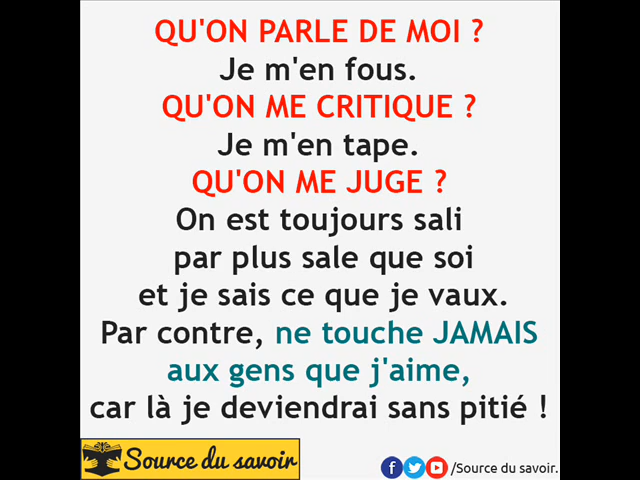 QU'ON PARLE DE MOI ?
Je m'en fous.
QU'ON ME CRITIQUE ?
Je m'en tape.
QU'ON ME JUGE ?
On est toujours sali
par plus sale que soi
et je sais ce que je vaux.
Par contre, ne touche JAMAIS
aux gens que j'aime,
car là je deviendrai sans pitié !
Source du savoir
/Source du savoir.